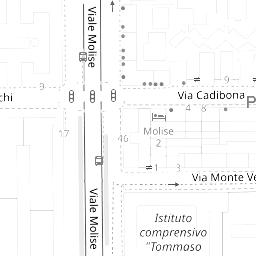 Viale Molise
9
9
Via Cadibona
P
chi
4
8
17
46
Molise
2
1
3
Via Monte Ve
Viale Molise
Istituto
comprensivo
"Tommaso